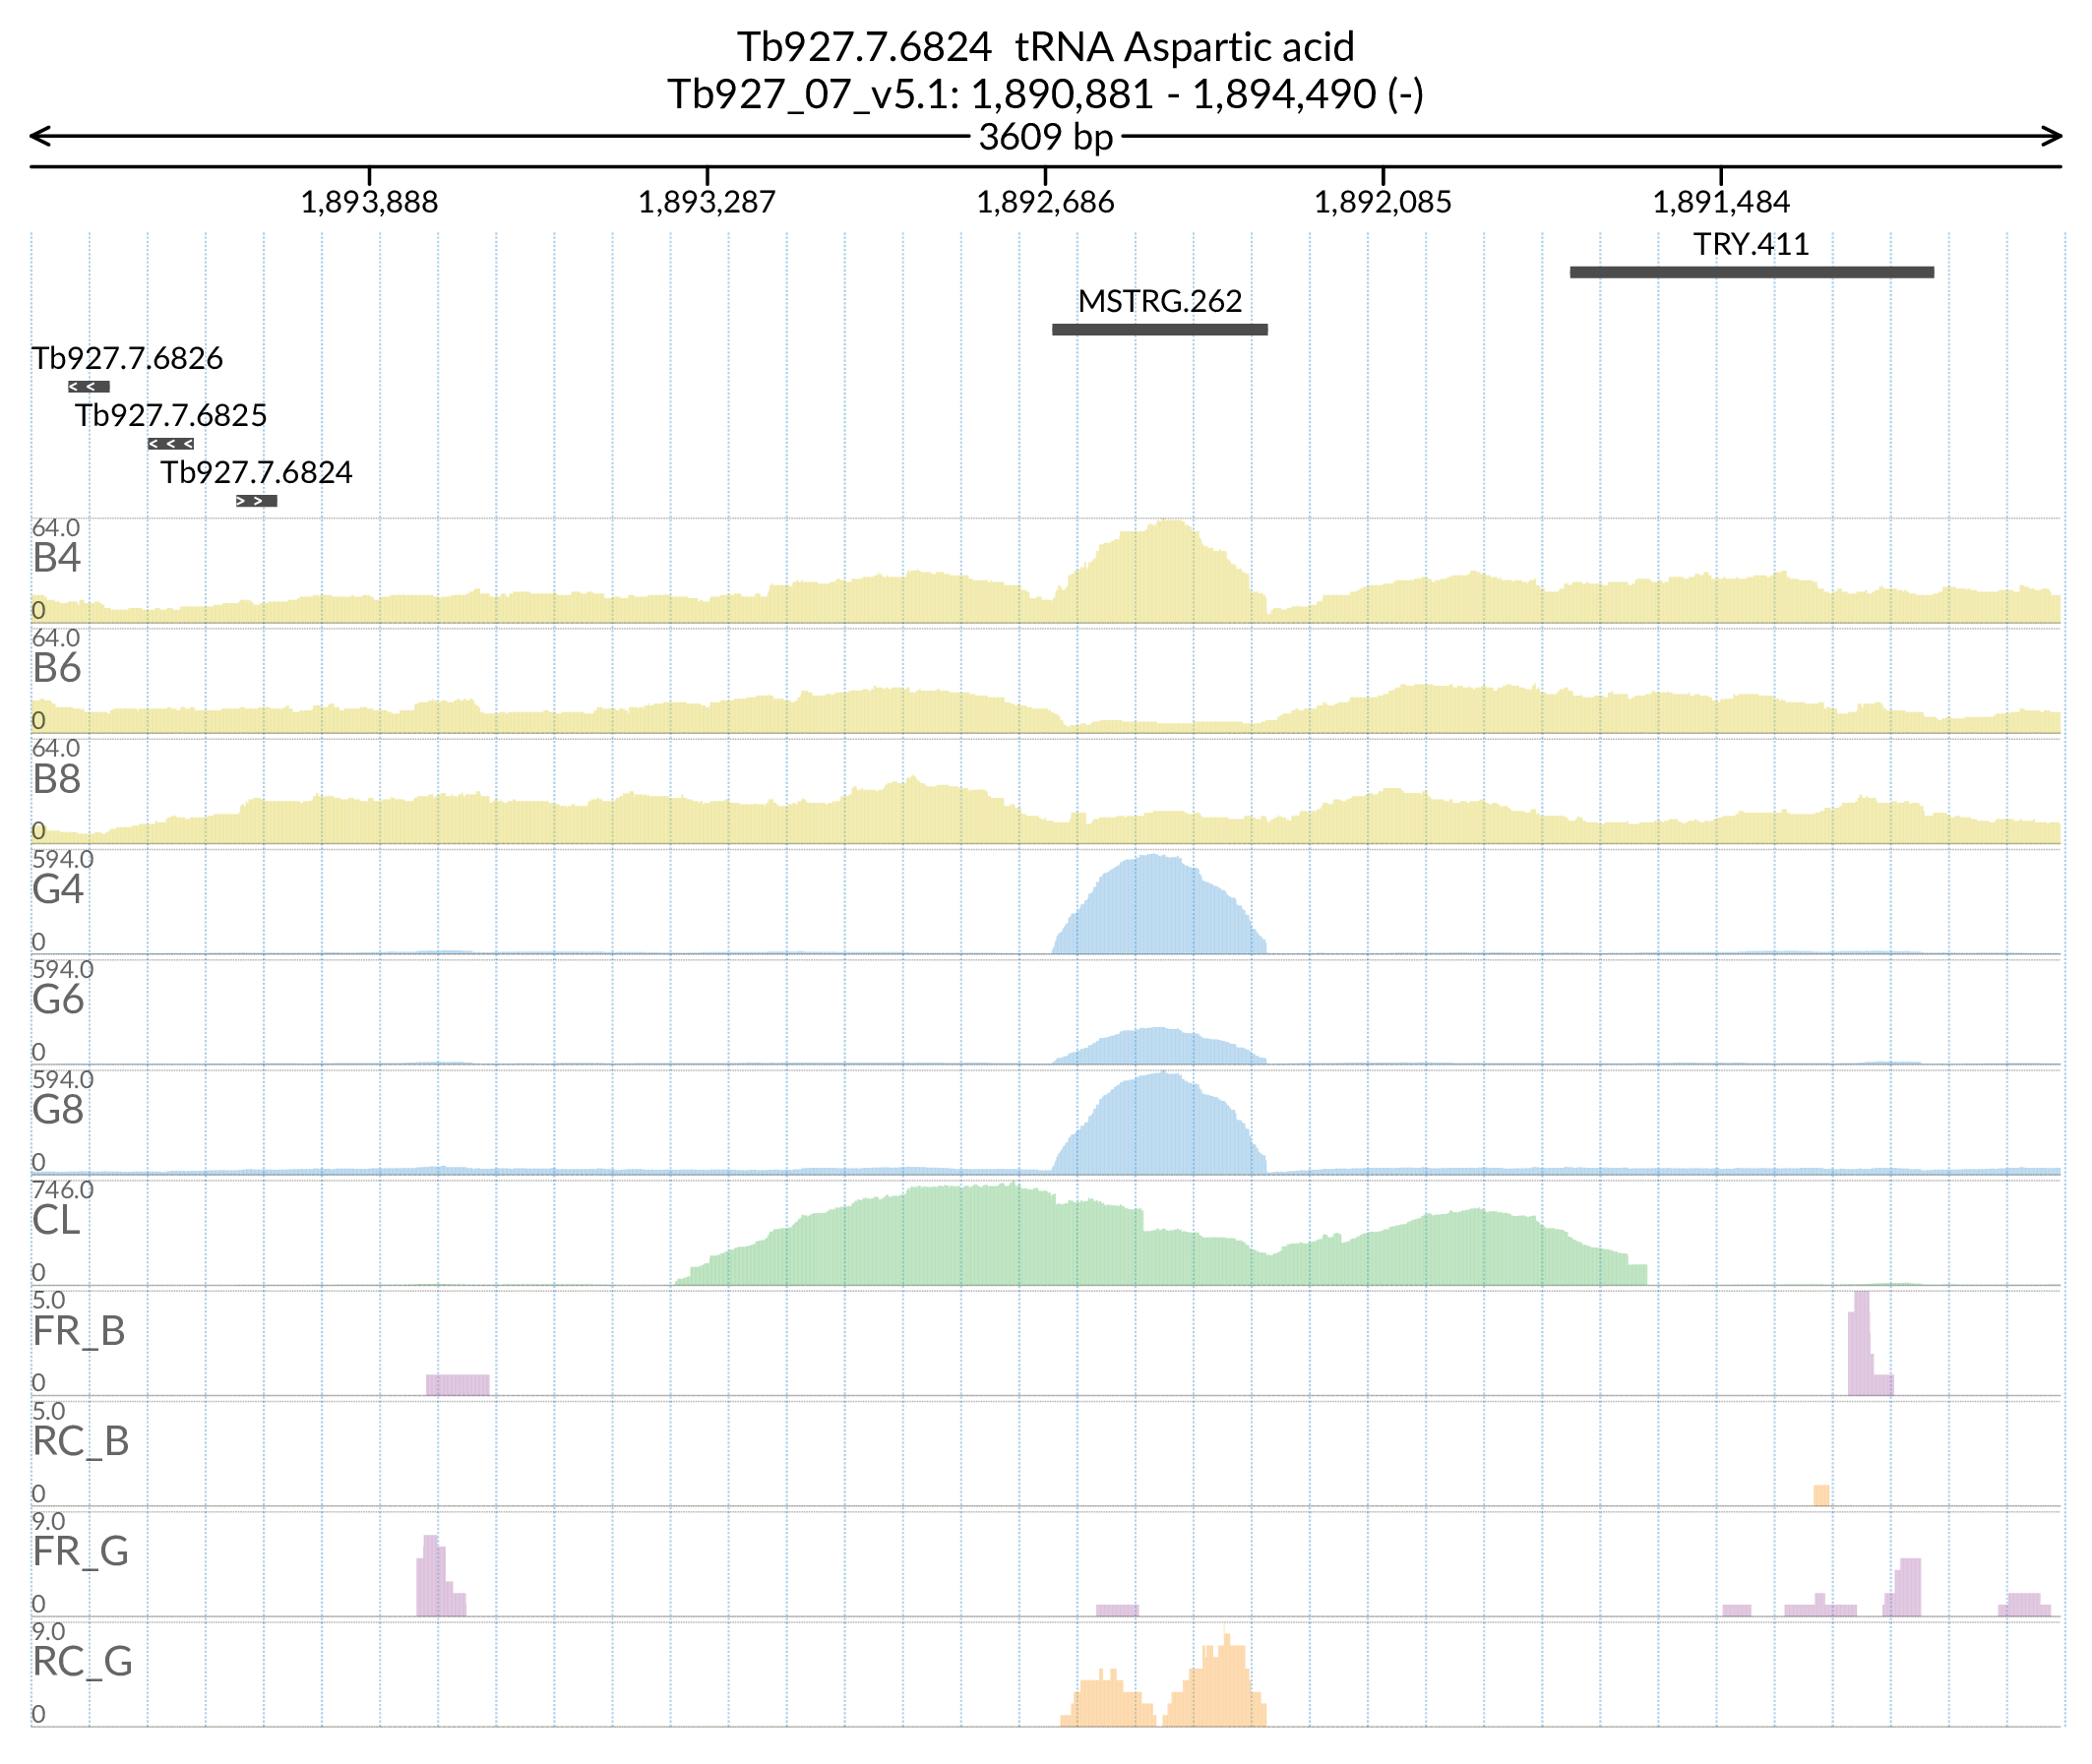 Tb927.7.6824 tRNA Aspartic acid
Tb927_07_v5.1: 1,890,881 - 1,894,490 (-)
3609 bp
1,893,888 1,893,287 1,892,686 1,892,085 1,891,484
TRY.411
MSTRG.262
Tb927.7.6826
< <
Tb927.7.6825
< < <
Tb927.7.6824
> >
64.0
B4
0
64.0
B6
0
64.0
B8
0
594.0
G4
0
594.0
G6
0
594.0
G8
0
746.0
CL
0
5.0
FR_B
0
5.0
RC_B
0
9.0
FR_G
0
9.0
RC_G
0